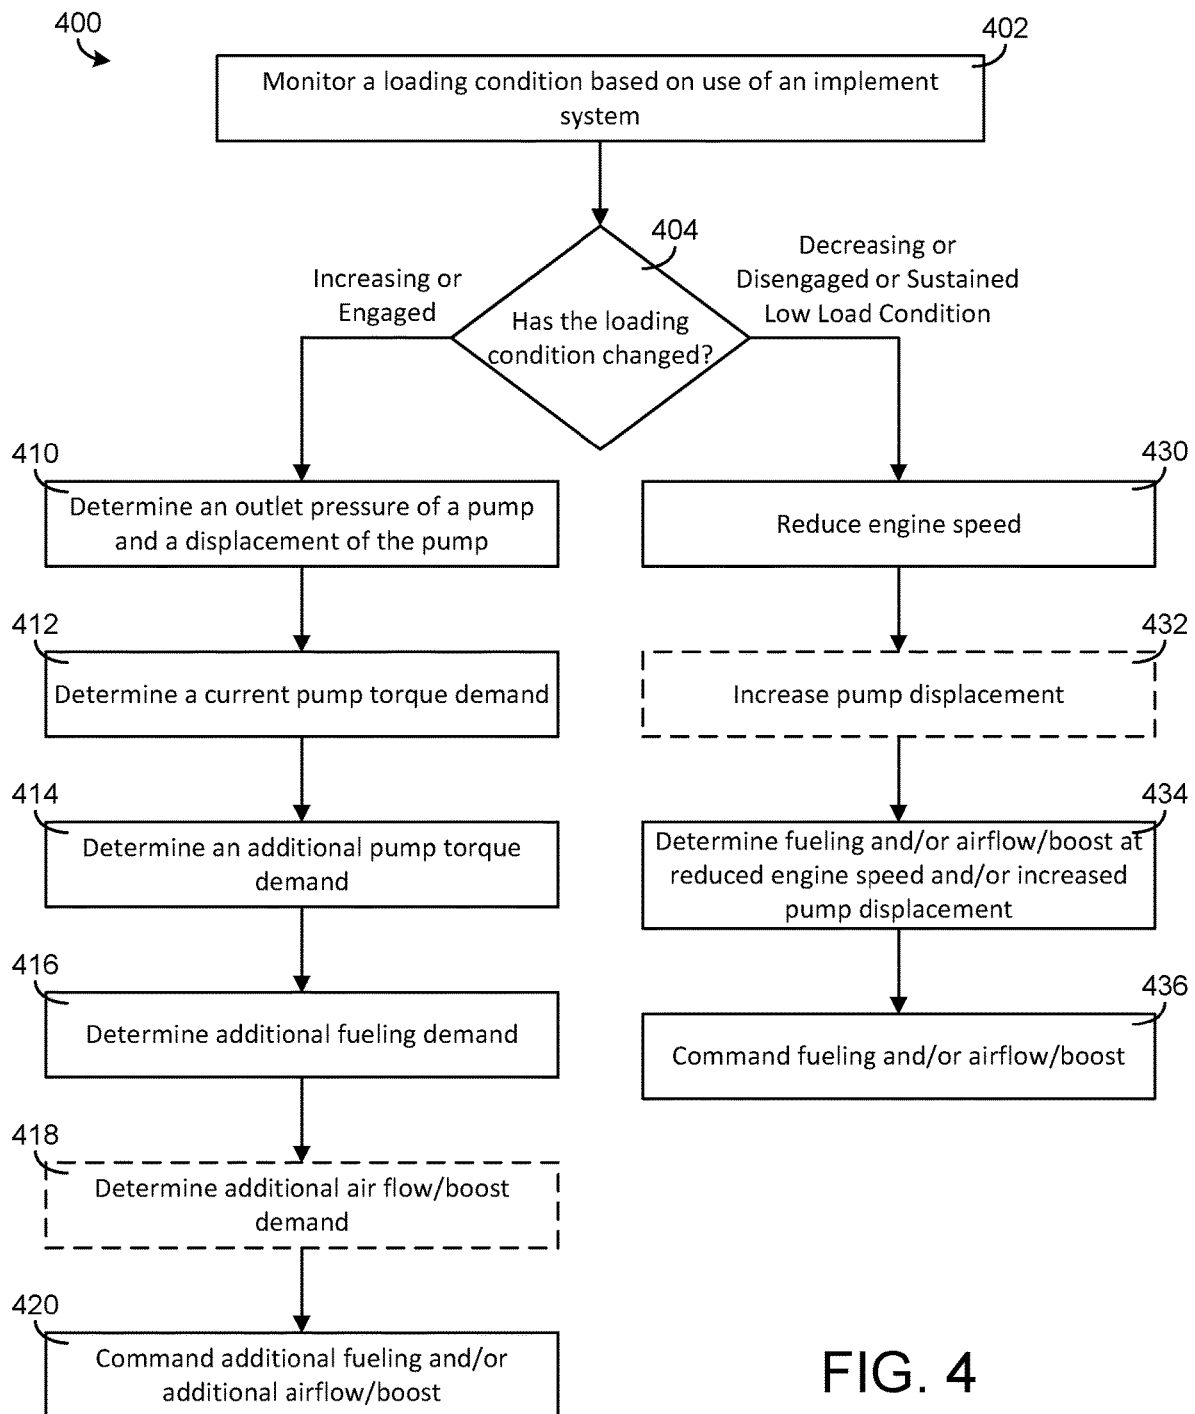 400
402
Monitor a loading condition based on use of an implement
system
404
Increasing or
Engaged
Has the loading
condition changed?
Decreasing or
Disengaged or Sustained
Low Load Condition
410
Determine an outlet pressure of a pump
and a displacement of the pump
412
Determine a current pump torque demand
414
Determine an additional pump torque
demand
416
Determine additional fueling demand
418
Determine additional air flow/boost
demand
420
Command additional fueling and/or
additional airflow/boost
430
Reduce engine speed
432
Increase pump displacement
434
Determine fueling and/or airflow/boost at
reduced engine speed and/or increased
pump displacement
436
Command fueling and/or airflow/boost
FIG. 4